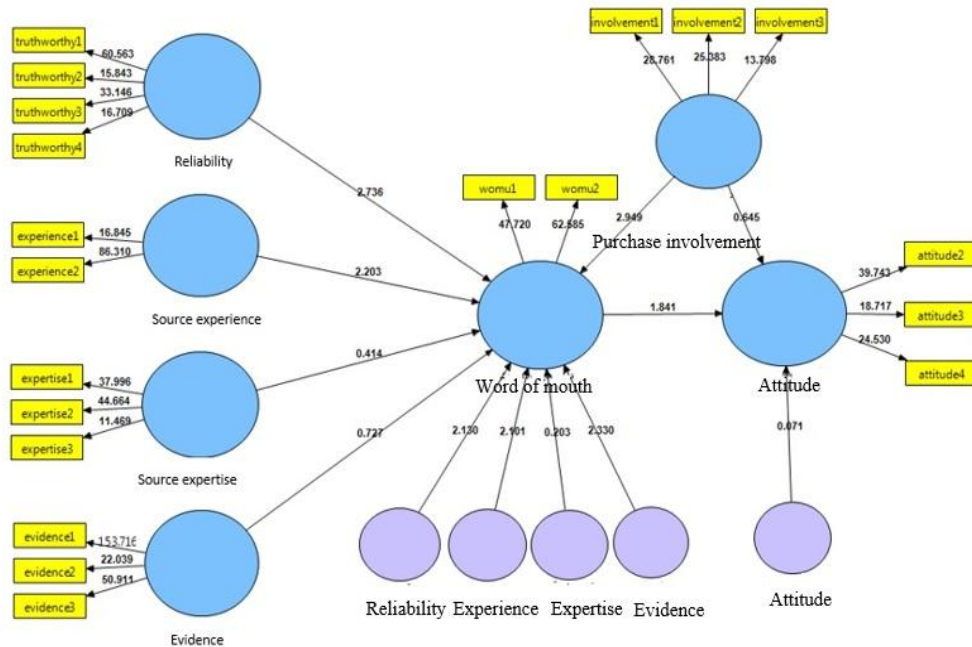 involvement1 involvement2 involvement3
28.761 25.383 13.798
truthworthy1
60.563
truthworthy2
15.843
truthworthy3
33.146
truthworthy4
16.709
Reliability
2.736
womu1 womu2
47.720 62.585
2.949 0.645
Purchase involvement
experience1
16.845
experience2
86.310
Source experience
2.203
1.841
attitude2
39.743
attitude3
18.717
attitude4
24.530
Word of mouth
Attitude
expertise1
37.996
expertise2
44.664
expertise3
11.469
Source expertise
0.414
0.727
2.130 2.101 0.203 2.330
0.071
evidence1
153.716
evidence2
22.039
evidence3
50.911
Evidence
Reliability Experience Expertise Evidence
Attitude